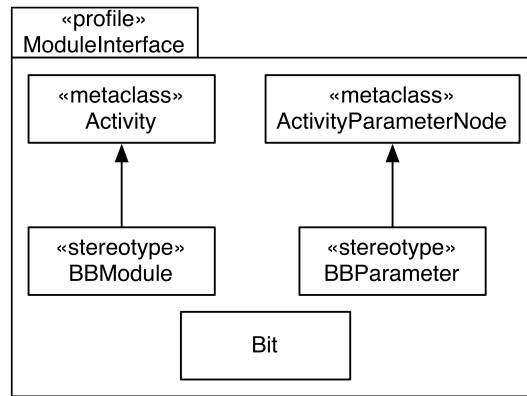 «profile»
ModuleInterface
«metaclass»
Activity
«metaclass»
ActivityParameterNode
«stereotype»
BBModule
«stereotype»
BBParameter
Bit